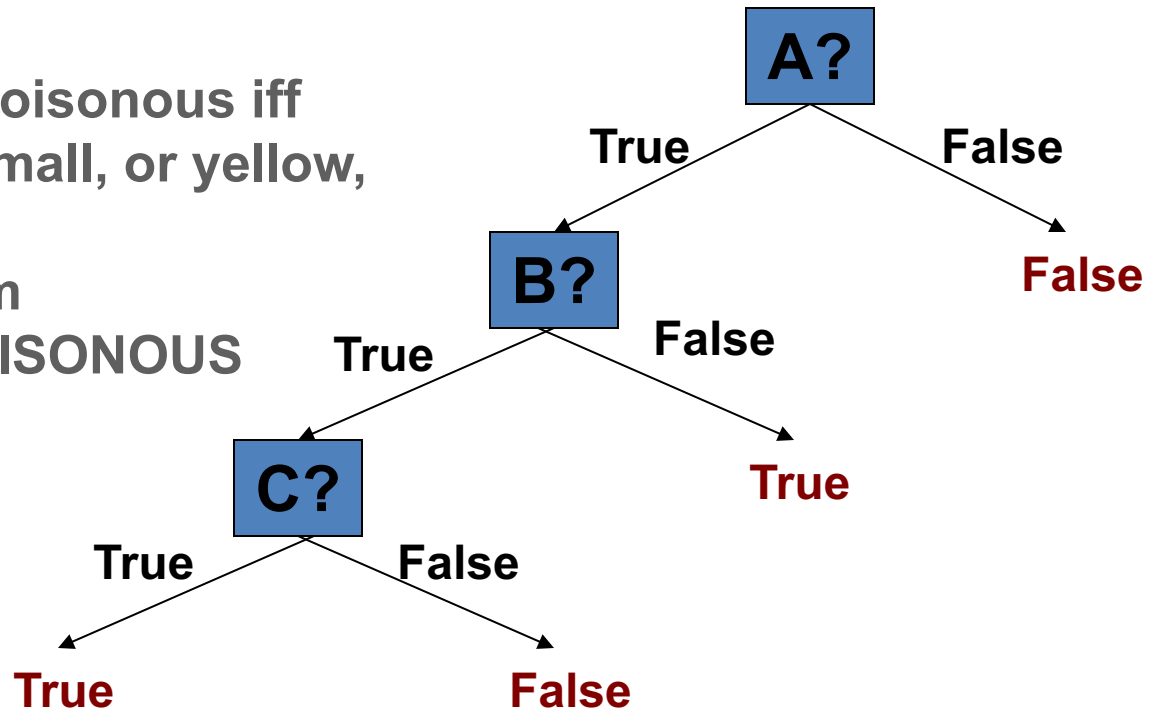 A?
oisonous iff
mall, or yellow,
True
False
B?
False
m
ISONOUS
True
False
C?
True
True
False
True
False